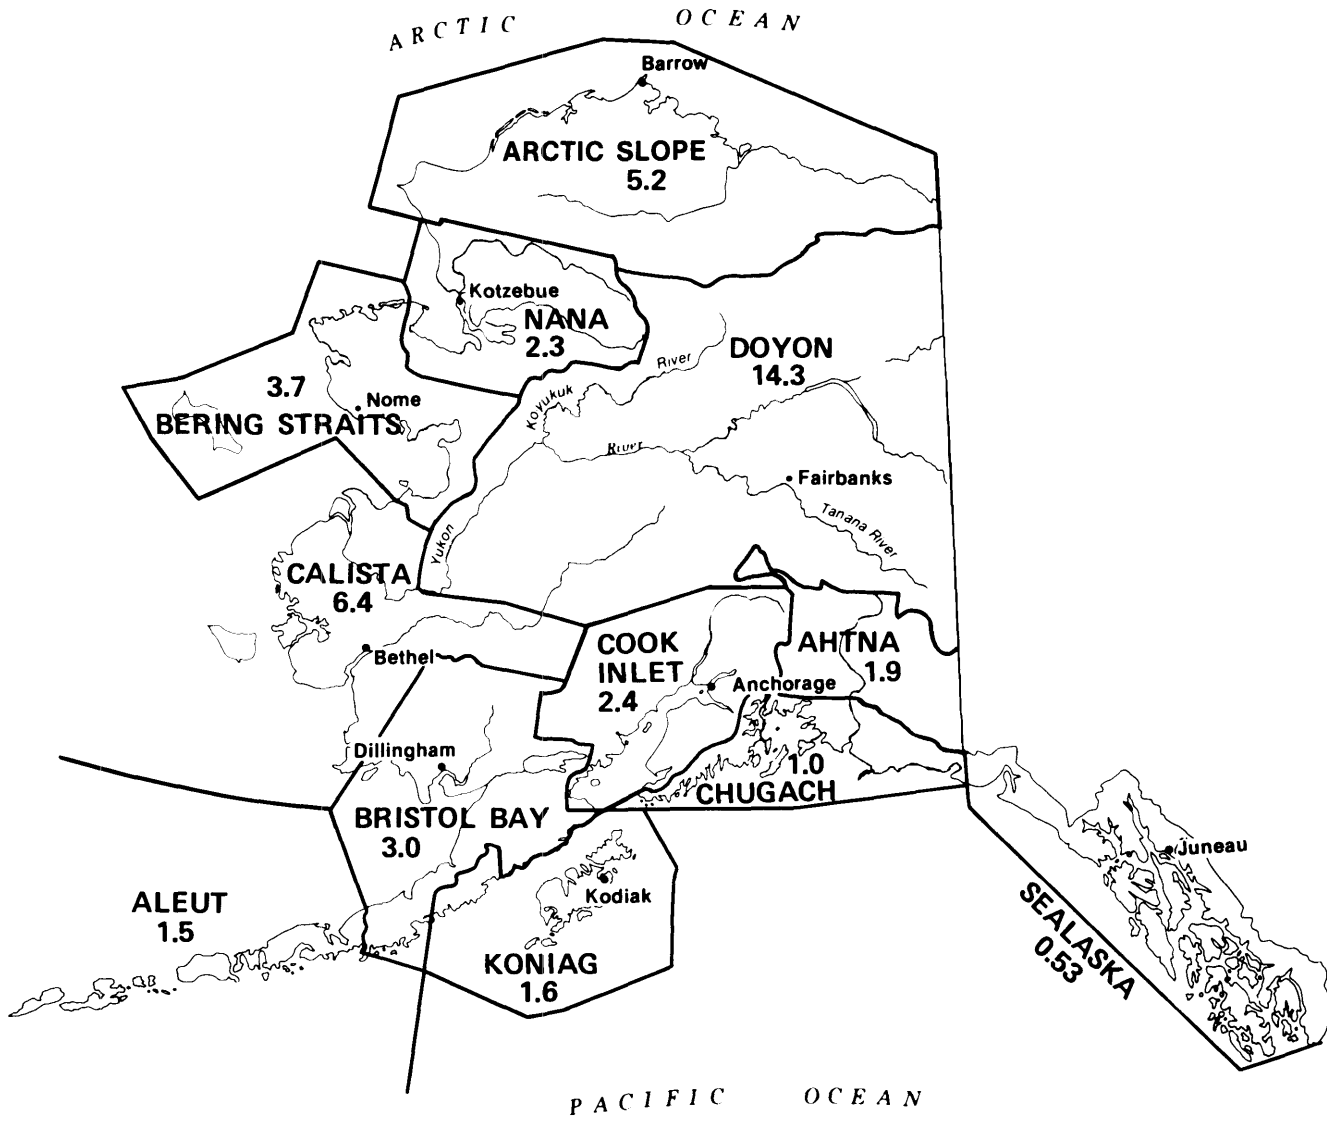 ARCTIC OCEAN
Barrow
ARCTIC SLOPE
5.2
Kotzebue
NANA
2.3
DOYON
14.3
River
Koyukuk
3.7
Nome
BERING STRAITS
River
Fairbanks
Tanana River
Yukon
CALISTA
6.4
Bethel
COOK
INLET
2.4
AHTNA
1.9
Anchorage
Dillingham
1.0
CHUGACH
BRISTOL BAY
3.0
Juneau
Kodiak
ALEUT
1.5
SEALASKA
0.53
KONIAG
1.6
PACIFIC OCEAN